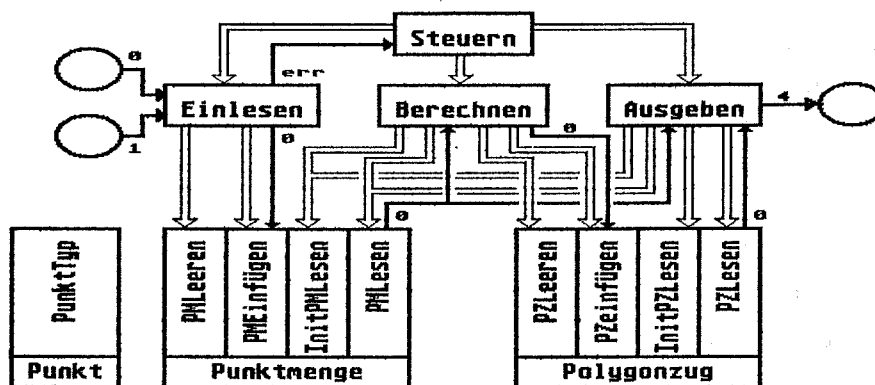 Steuern
0
err
Einlesen
Berechnen
Ausgeben
4
1
0
0
0
0
PunktTyp
PMLeeren
PMEinfügen
InitPMLesen
PMLesen
PZLeeren
PZeinfügen
InitPZLesen
PZLesen
Punkt
Punktmenge
Polygonzug